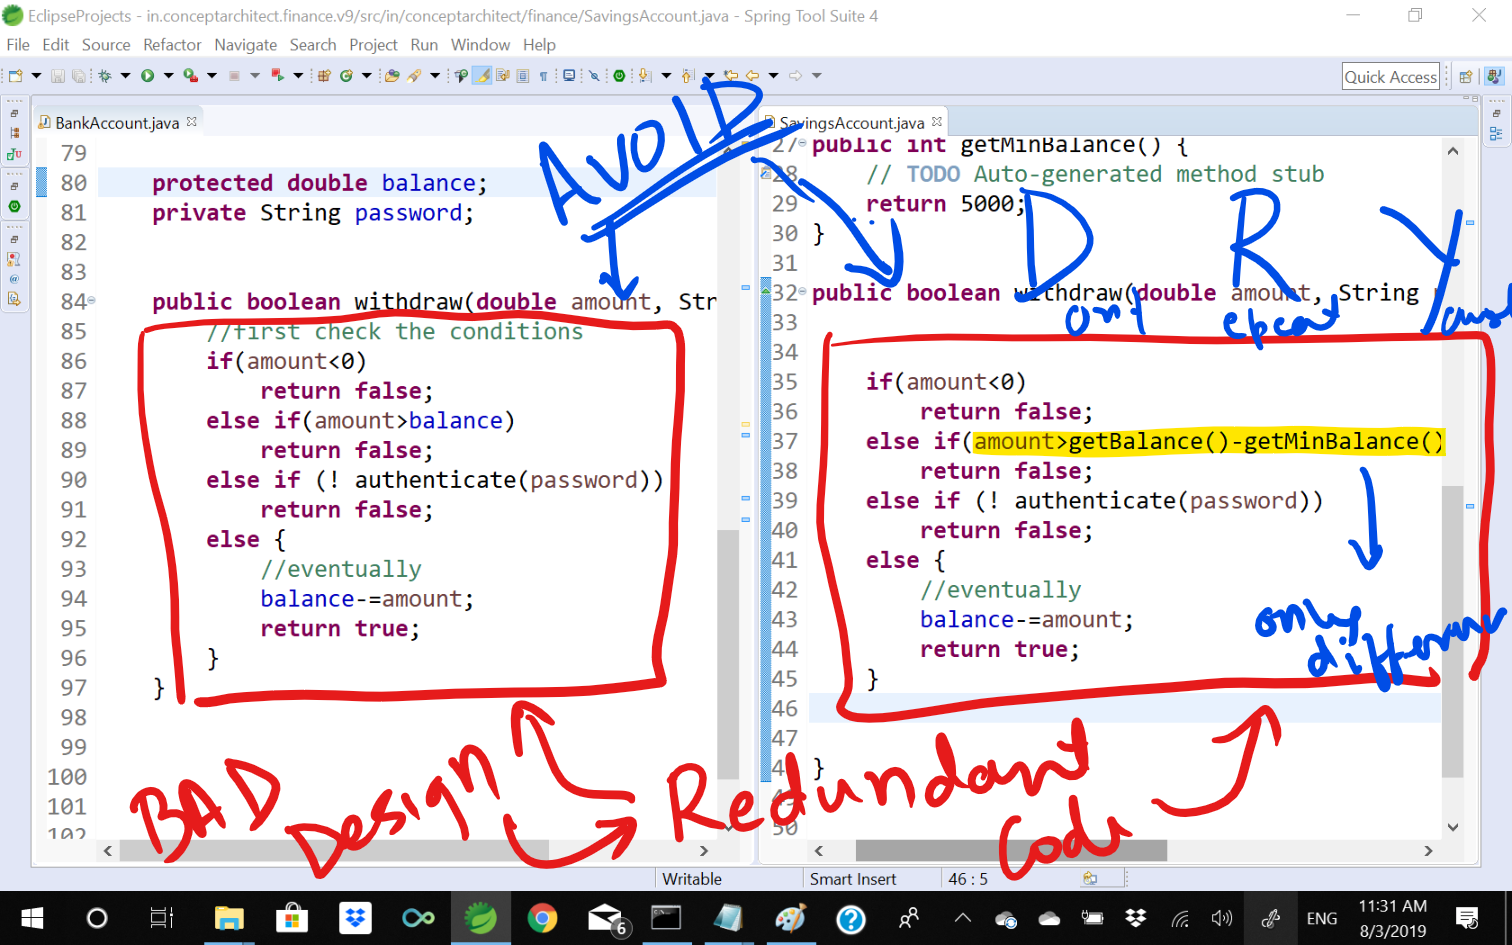 EclipseProjects - in.conceptarchitect.finance.v9/src/in/conceptarchitect/finance/SavingsAccount.java - Spring Tool Suite 4
File Edit Source Refactor Navigate Search Project Run Window Help
Quick Access
BankAccount.java
79
80 protected double balance;
81 private String password;
82
83
84 public boolean withdraw(double amount, Str
85 //first check the conditions
86 if(amount<0)
87 return false;
88 else if(amount>balance)
89 return false;
90 else if (! authenticate(password))
91 return false;
92 else {
93 //eventually
94 balance-=amount;
95 return true;
96 }
97 }
98
99
100
101
102
AVOID
SavingsAccount.java
27 public int getMinBalance() {
28 // TODO Auto-generated method stub
29 return 5000;
30 }
31
32 public boolean withdraw(double amount, String
33
34
35 if(amount<0)
36 return false;
37 else if(amount>getBalance()-getMinBalance()
38 return false;
39 else if (! authenticate(password))
40 return false;
41 else {
42 //eventually
43 balance-=amount;
44 return true;
45 }
46
47
}
50
D R Y
ont epeat
only
BAD Design
Redundant
Code
Writable Smart Insert 46 : 5
6
ENG
11:31 AM
8/3/2019